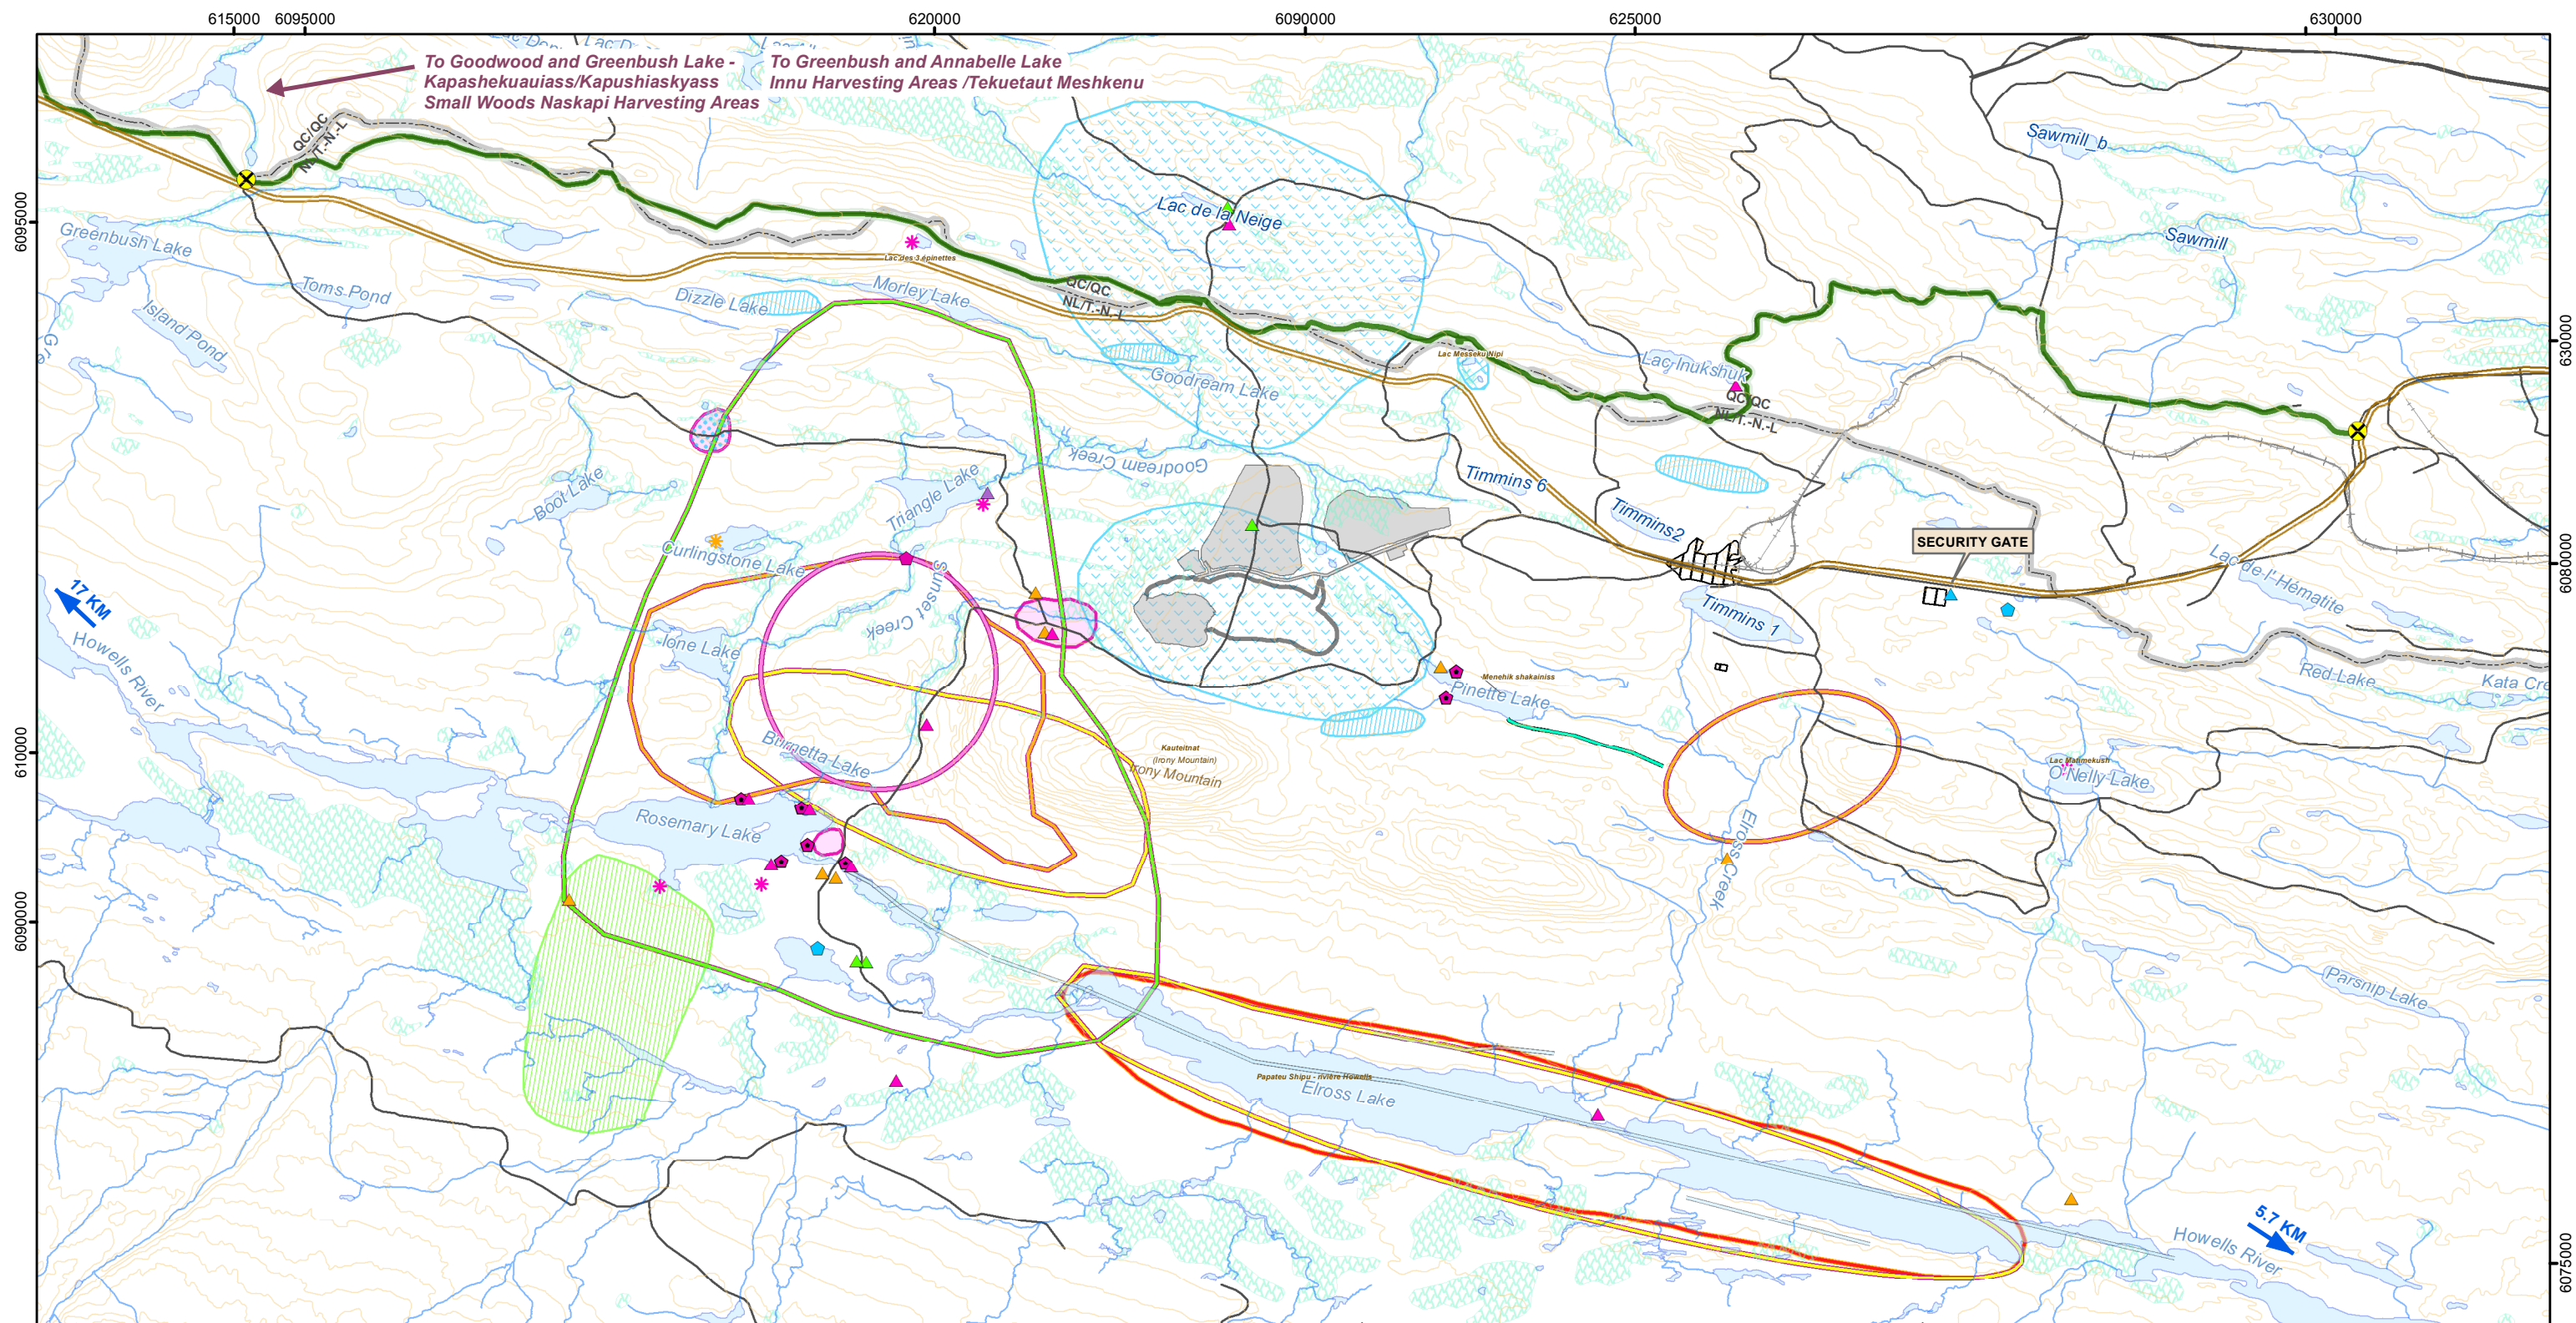 615000
6095000
620000
6090000
625000
630000
To Goodwood and Greenbush Lake -
Kapashekuauiass/Kapushiaskyass
Small Woods Naskapi Harvesting Areas
To Greenbush and Annabelle Lake
Innu Harvesting Areas /Tekuetaut Meshkenu
QC/QC
NL/T.-N.-L
Sawmill_b
Lac de la Neige
6095000
Greenbush Lake
Sawmill
Lac des 3 épinettes
Toms Pond
Dizzle Lake
Morley Lake
QC/QC
NL/T.-N.-L
Island Pond
Gre
Lac Messeku Nipi
630000
Lac Inukshuk
Goodream Lake
QC/QC
NL/T.-N.-L
Goodream Creek
Triangle Lake
Timmins 6
Boot Lake
Timmins2
SECURITY GATE
Curlingstone Lake
Lac de l'Hématite
6080000
17 KM
Howells River
Sunset Creek
Timmins 1
Ione Lake
Menehik shakainiss
Pinette Lake
Red Lake
Kata Cre
610000
Burnetta Lake
Kauteitnat
(Irony Mountain)
Irony Mountain
Lac Matimekush
O'Nelly Lake
Rosemary Lake
Elross Creek
6090000
Parsnip Lake
Papateu Shipu - rivière Howells
Elross Lake
5.7 KM
Howells River
6075000